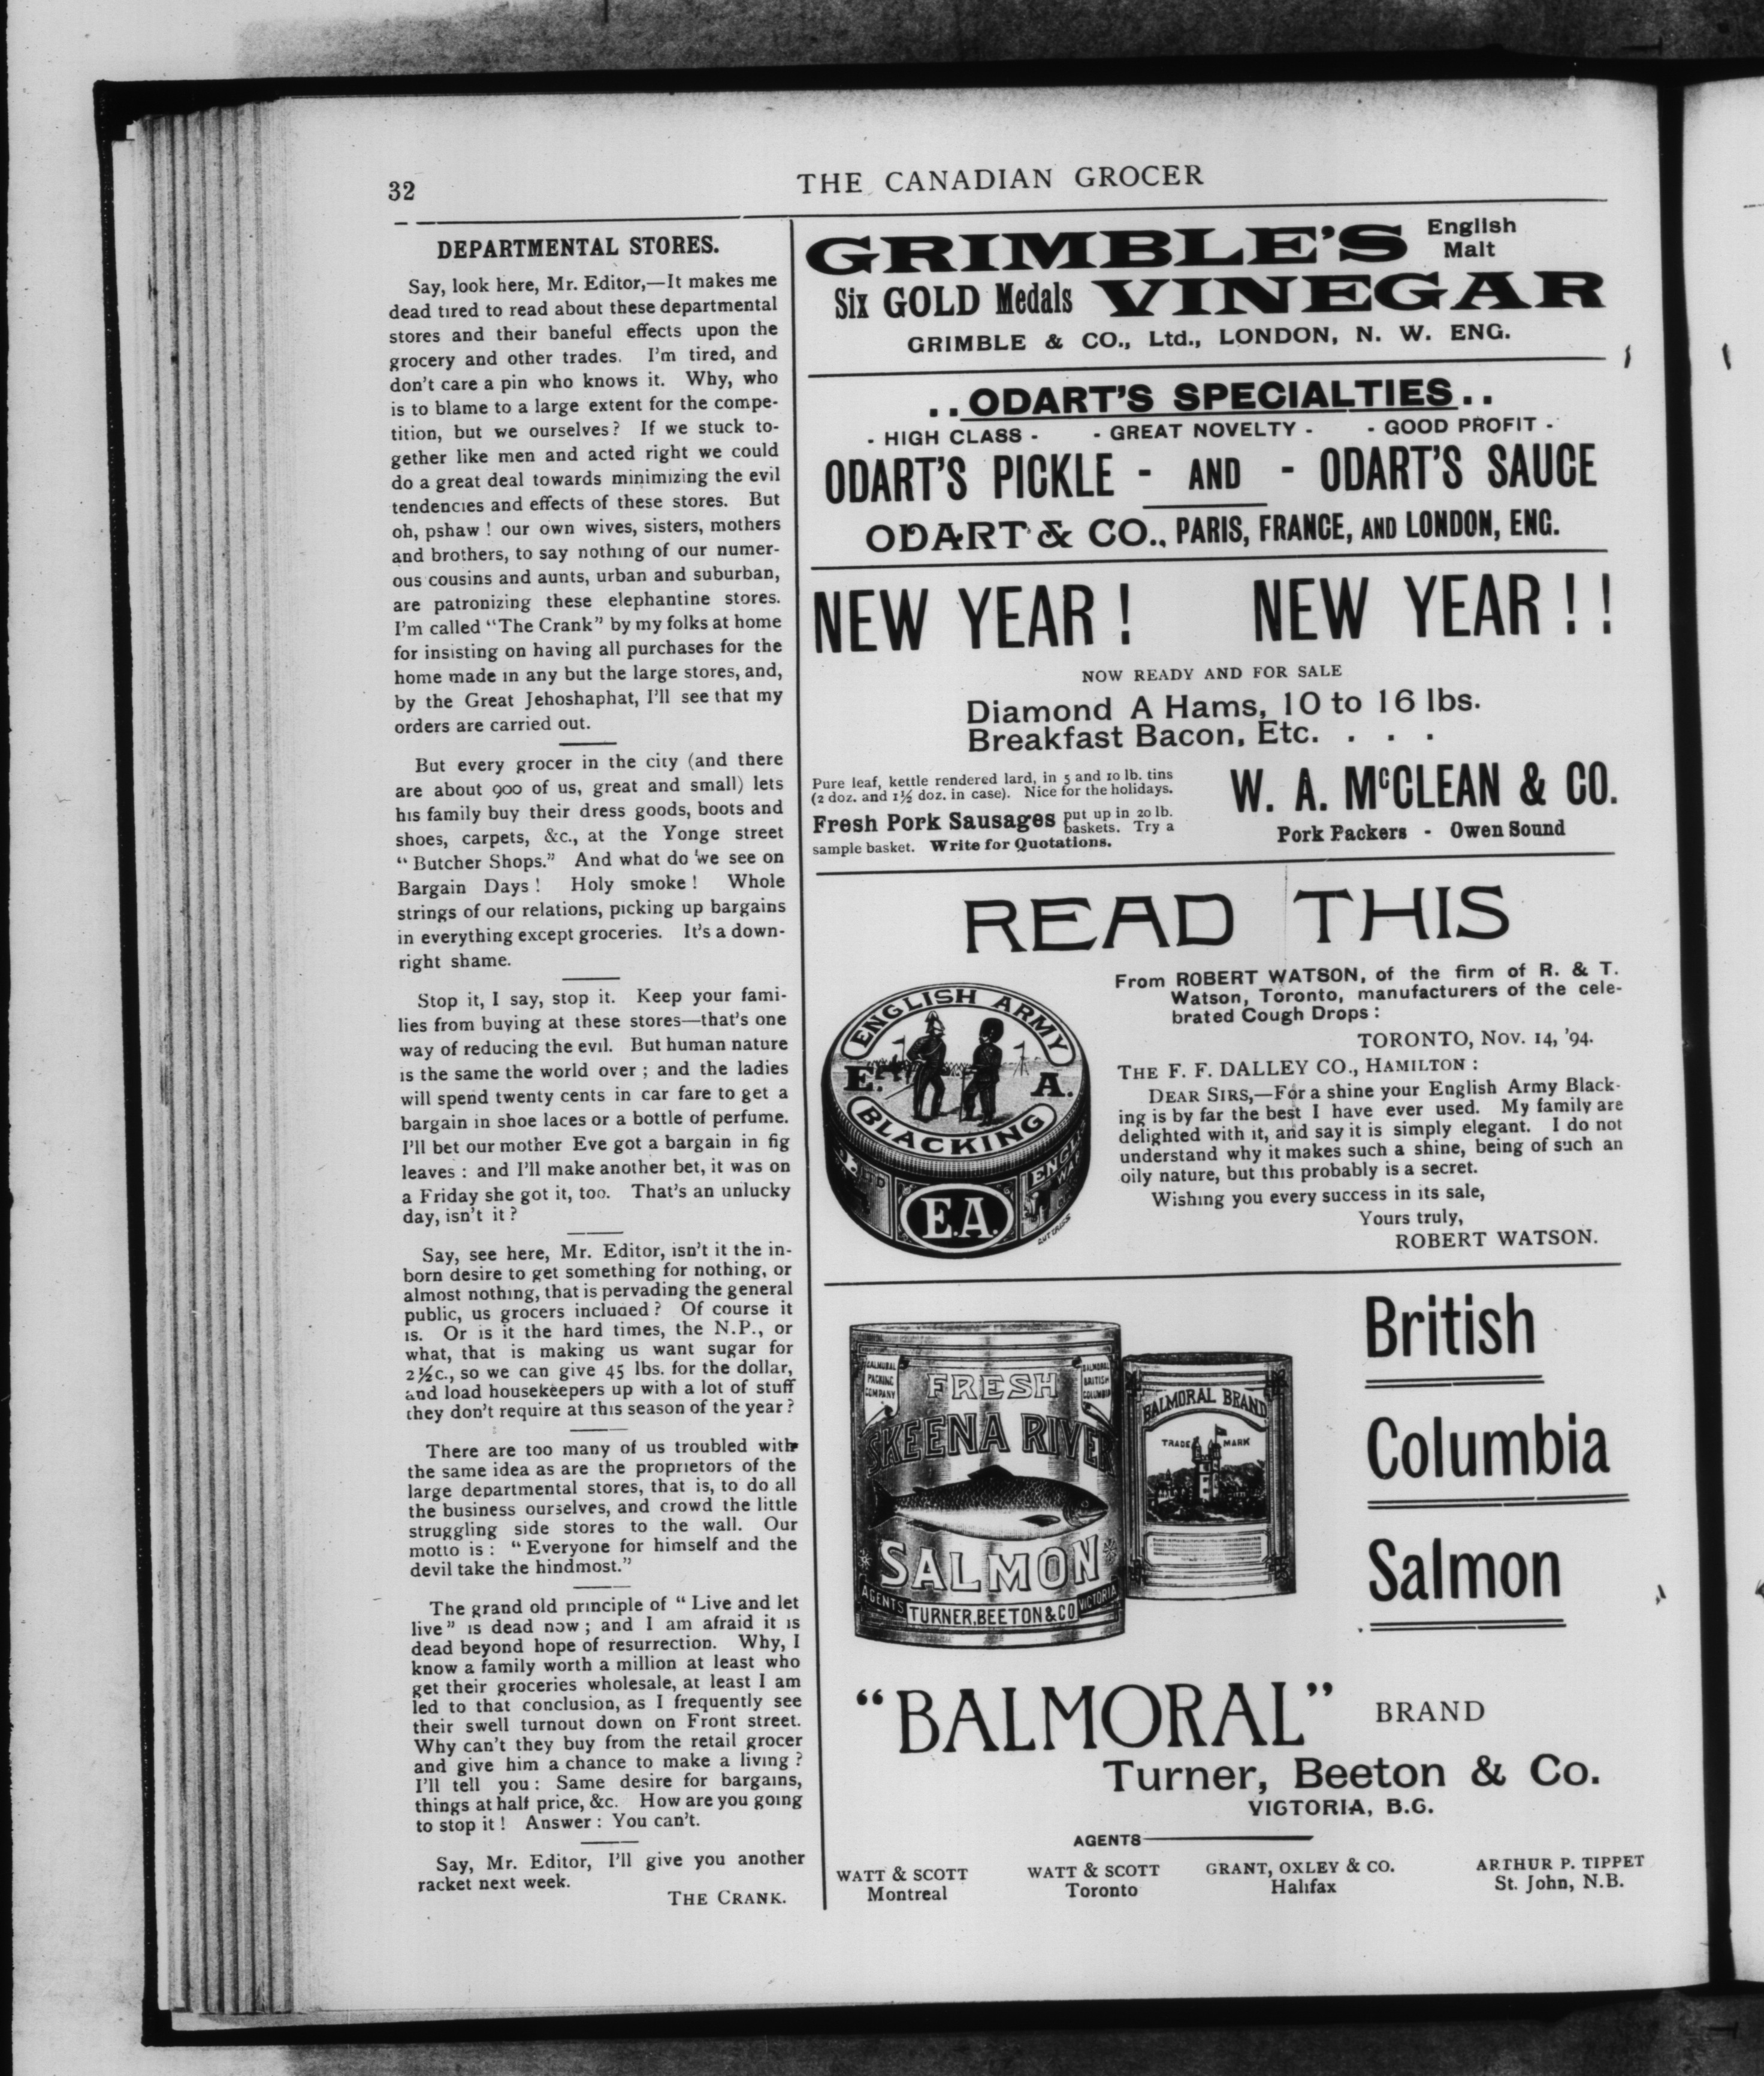 32
THE CANADIAN GROCER
DEPARTMENTAL STORES.
Say, look here, Mr. Editor,—It makes me
dead tired to read about these departmental
stores and their baneful effects upon the
grocery and other trades. I'm tired, and
don't care a pin who knows it. Why, who
is to blame to a large extent for the compe-
tition, but we ourselves? If we stuck to-
gether like men and acted right we could
do a great deal towards minimizing the evil
tendencies and effects of these stores. But
oh, pshaw! our own wives, sisters, mothers
and brothers, to say nothing of our numer-
ous cousins and aunts, urban and suburban,
are patronizing these elephantine stores.
I'm called "The Crank" by my folks at home
for insisting on having all purchases for the
home made in any but the large stores, and,
by the Great Jehoshaphat, I'll see that my
orders are carried out.
But every grocer in the city (and there
are about 900 of us, great and small) lets
his family buy their dress goods, boots and
shoes, carpets, &c., at the Yonge street
"Butcher Shops." And what do we see on
Bargain Days! Holy smoke! Whole
strings of our relations, picking up bargains
in everything except groceries. It's a down-
right shame.
Stop it, I say, stop it. Keep your fami-
lies from buying at these stores—that's one
way of reducing the evil. But human nature
is the same the world over; and the ladies
will spend twenty cents in car fare to get a
bargain in shoe laces or a bottle of perfume.
I'll bet our mother Eve got a bargain in fig
leaves: and I'll make another bet, it was on
a Friday she got it, too. That's an unlucky
day, isn't it?
Say, see here, Mr. Editor, isn't it the in-
born desire to get something for nothing, or
almost nothing, that is pervading the general
public, us grocers included? Of course it
is. Or is it the hard times, the N.P., or
what, that is making us want sugar for
2½c., so we can give 45 lbs. for the dollar,
and load housekeepers up with a lot of stuff
they don't require at this season of the year?
There are too many of us troubled with
the same idea as are the proprietors of the
large departmental stores, that is, to do all
the business ourselves, and crowd the little
struggling side stores to the wall. Our
motto is: "Everyone for himself and the
devil take the hindmost."
The grand old principle of "Live and let
live" is dead now; and I am afraid it is
dead beyond hope of resurrection. Why, I
know a family worth a million at least who
get their groceries wholesale, at least I am
led to that conclusion, as I frequently see
their swell turnout down on Front street.
Why can't they buy from the retail grocer
and give him a chance to make a living?
I'll tell you: Same desire for bargains,
things at half price, &c. How are you going
to stop it! Answer: You can't.
Say, Mr. Editor, I'll give you another
racket next week.
THE CRANK.
GRIMBLE'S English
Malt
Six GOLD Medals VINEGAR
GRIMBLE & CO., Ltd., LONDON, N. W. ENG.
..ODART'S SPECIALTIES..
- HIGH CLASS - - GREAT NOVELTY - - GOOD PROFIT -
ODART'S PICKLE - AND - ODART'S SAUCE
ODART & CO., PARIS, FRANCE, AND LONDON, ENG.
NEW YEAR! NEW YEAR!!
NOW READY AND FOR SALE
Diamond A Hams, 10 to 16 lbs.
Breakfast Bacon, Etc. . . .
Pure leaf, kettle rendered lard, in 5 and 10 lb. tins
(2 doz. and 1½ doz. in case). Nice for the holidays.
Fresh Pork Sausages put up in 20 lb.
baskets. Try a
sample basket. Write for Quotations.
W. A. McCLEAN & CO.
Pork Packers - Owen Sound
READ THIS
ENGLISH ARMY
E. A.
BLACKING
E.A.
From ROBERT WATSON, of the firm of R. & T.
Watson, Toronto, manufacturers of the cele-
brated Cough Drops:
TORONTO, Nov. 14, '94.
THE F. F. DALLEY CO., HAMILTON:
DEAR SIRS,—For a shine your English Army Black-
ing is by far the best I have ever used. My family are
delighted with it, and say it is simply elegant. I do not
understand why it makes such a shine, being of such an
oily nature, but this probably is a secret.
Wishing you every success in its sale,
Yours truly,
ROBERT WATSON.
BALMORAL
PACKING
COMPANY
BALMORAL
BRITISH
COLUMBIA
FRESH
SKEENA RIVER
SALMON
AGENTS TURNER, BEETON & CO VICTORIA
BALMORAL BRAND
TRADE MARK
British
Columbia
Salmon
"BALMORAL" BRAND
Turner, Beeton & Co.
VICTORIA, B.C.
AGENTS
WATT & SCOTT
Montreal
WATT & SCOTT
Toronto
GRANT, OXLEY & CO.
Halifax
ARTHUR P. TIPPET
St. John, N.B.